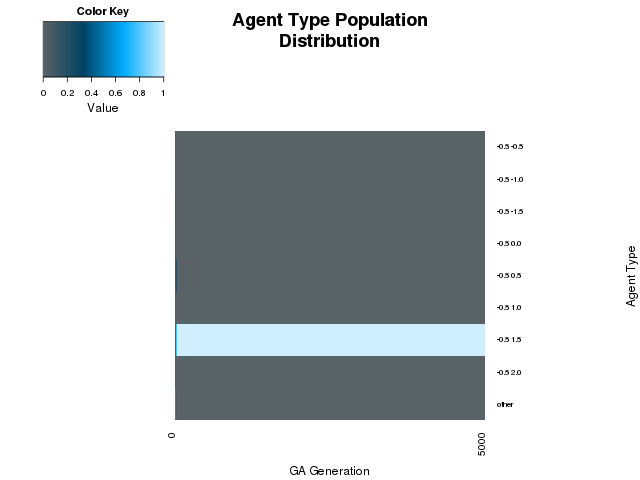 Color Key
Agent Type Population
Distribution
0 0.2 0.4 0.6 0.8 1
Value
-0.5 -0.5
-0.5 -1.0
-0.5 -1.5
-0.5 0.0
-0.5 0.5
-0.5 1.0
-0.5 1.5
-0.5 2.0
other
Agent Type
0 5000
GA Generation